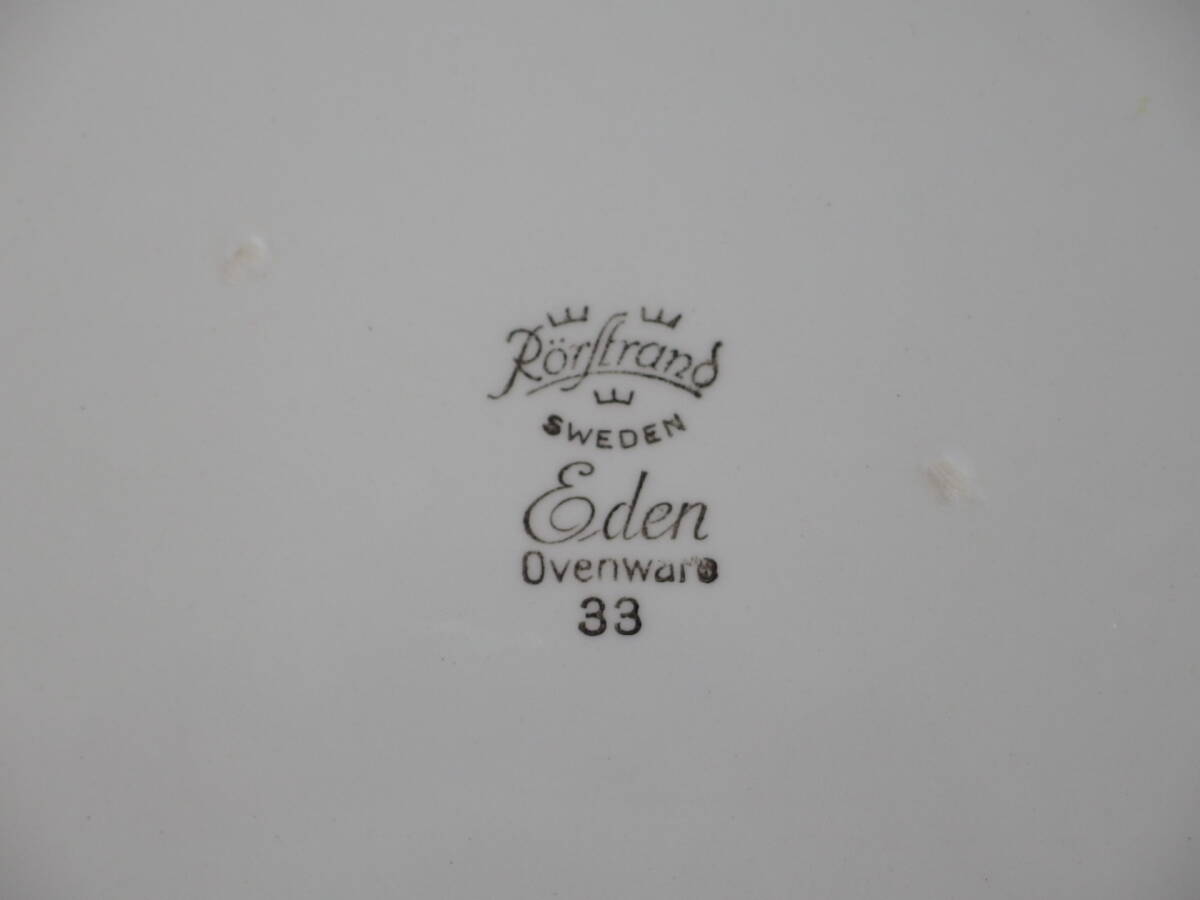 Rörstrand
SWEDEN
Eden
Ovenware
33